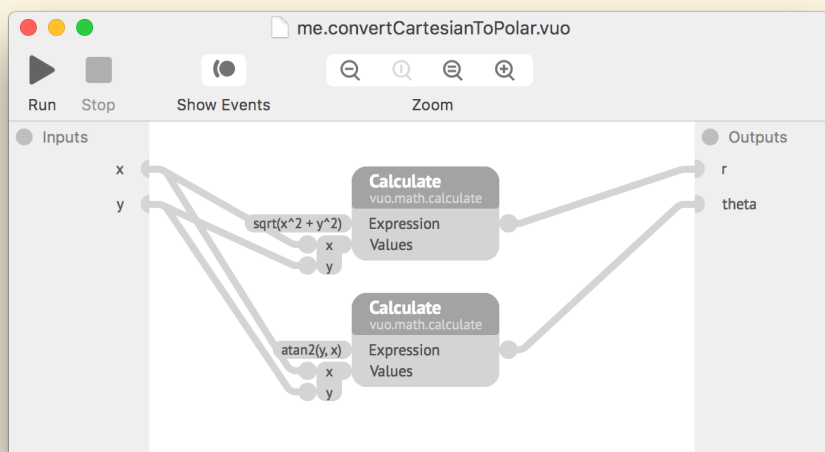 me.convertCartesianToPolar.vuo
Run
Stop
Show Events
Zoom
Inputs
Outputs
x
y
r
theta
Calculate
vuo.math.calculate
sqrt(x^2 + y^2)
Expression
x
Values
y
Calculate
vuo.math.calculate
atan2(y, x)
Expression
x
Values
y